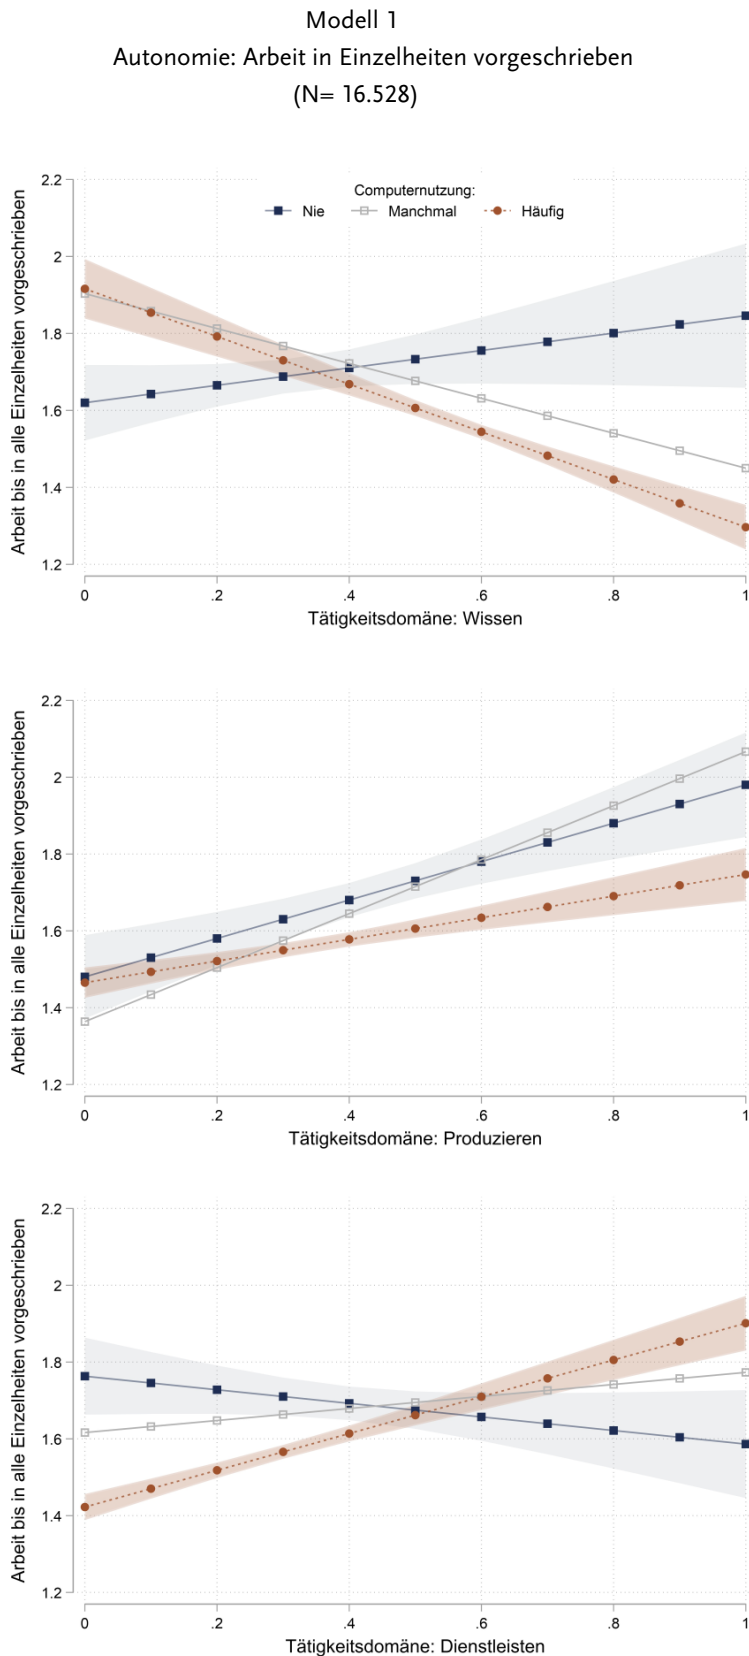 Modell 1
Autonomie: Arbeit in Einzelheiten vorgeschrieben
(N= 16.528)
Computernutzung:
Nie Manchmal Häufig
Arbeit bis in alle Einzelheiten vorgeschrieben
2.2
2
1.8
1.6
1.4
1.2
0 .2 .4 .6 .8 1
Tätigkeitsdomäne: Wissen
Arbeit bis in alle Einzelheiten vorgeschrieben
2.2
2
1.8
1.6
1.4
1.2
0 .2 .4 .6 .8 1
Tätigkeitsdomäne: Produzieren
Arbeit bis in alle Einzelheiten vorgeschrieben
2.2
2
1.8
1.6
1.4
1.2
0 .2 .4 .6 .8 1
Tätigkeitsdomäne: Dienstleisten